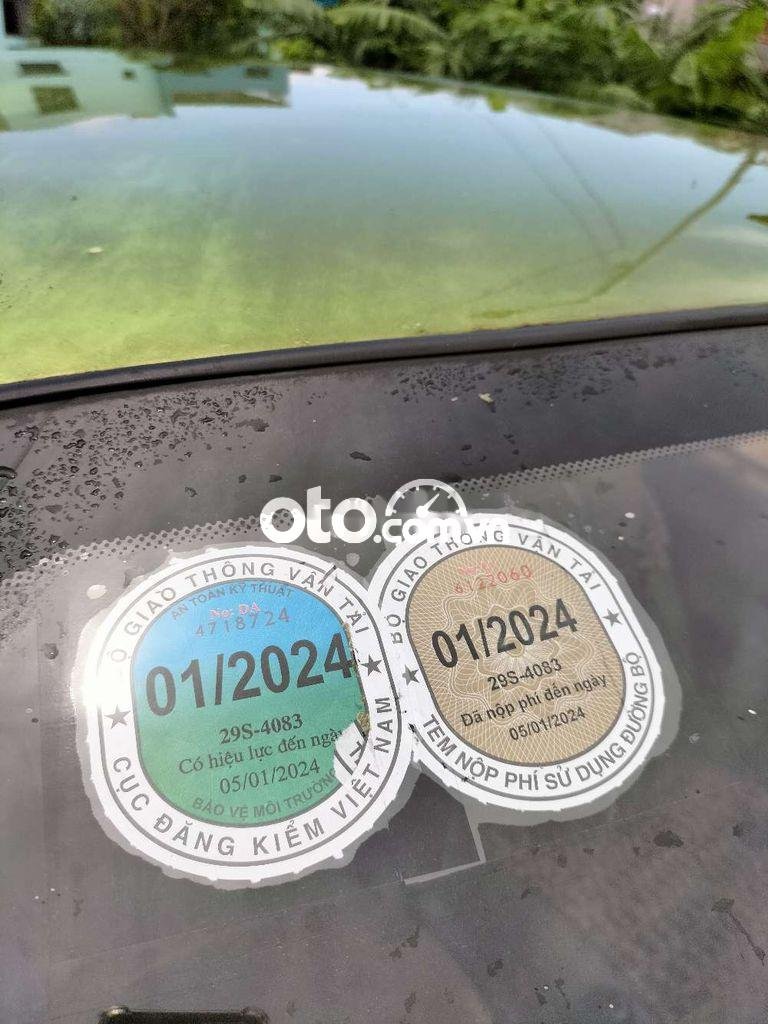 oto.com.vn
BỘ GIAO THÔNG VẬN TẢI
AN TOÀN KỸ THUẬT
No: DA
4718724
01/2024
29S-4083
Có hiệu lực đến ngày
05/01/2024
BẢO VỆ MÔI TRƯỜNG
CỤC ĐĂNG KIỂM VIỆT NAM
BỘ GIAO THÔNG VẬN TẢI
6122060
01/2024
29S-4083
Đã nộp phí đến ngày
05/01/2024
TEM NỘP PHÍ SỬ DỤNG ĐƯỜNG BỘ